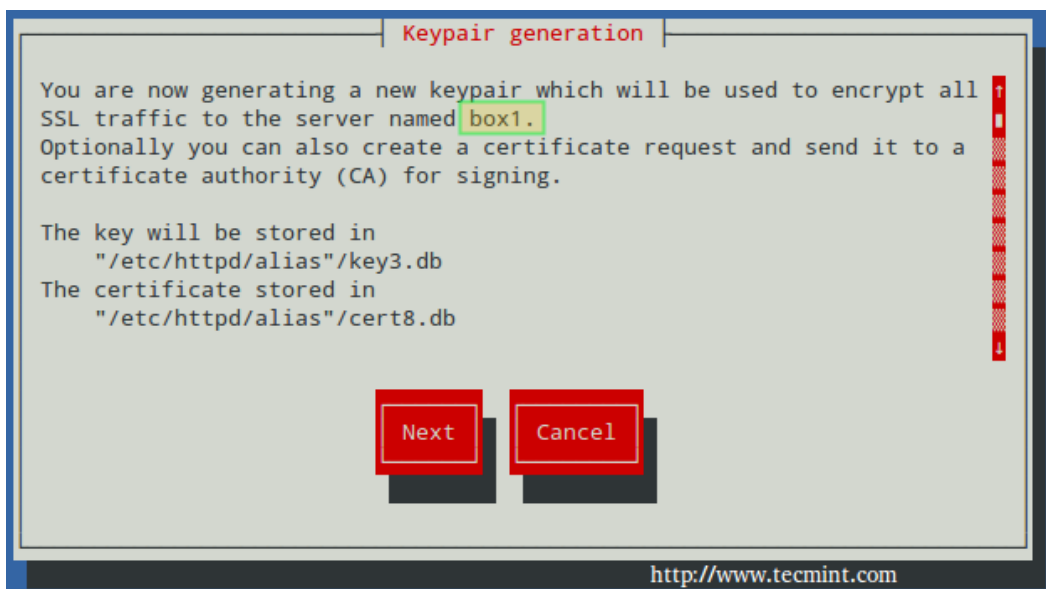 Keypair generation
You are now generating a new keypair which will be used to encrypt all
SSL traffic to the server named box1.
Optionally you can also create a certificate request and send it to a
certificate authority (CA) for signing.
The key will be stored in
"/etc/httpd/alias"/key3.db
The certificate stored in
"/etc/httpd/alias"/cert8.db
Next Cancel
http://www.tecmint.com